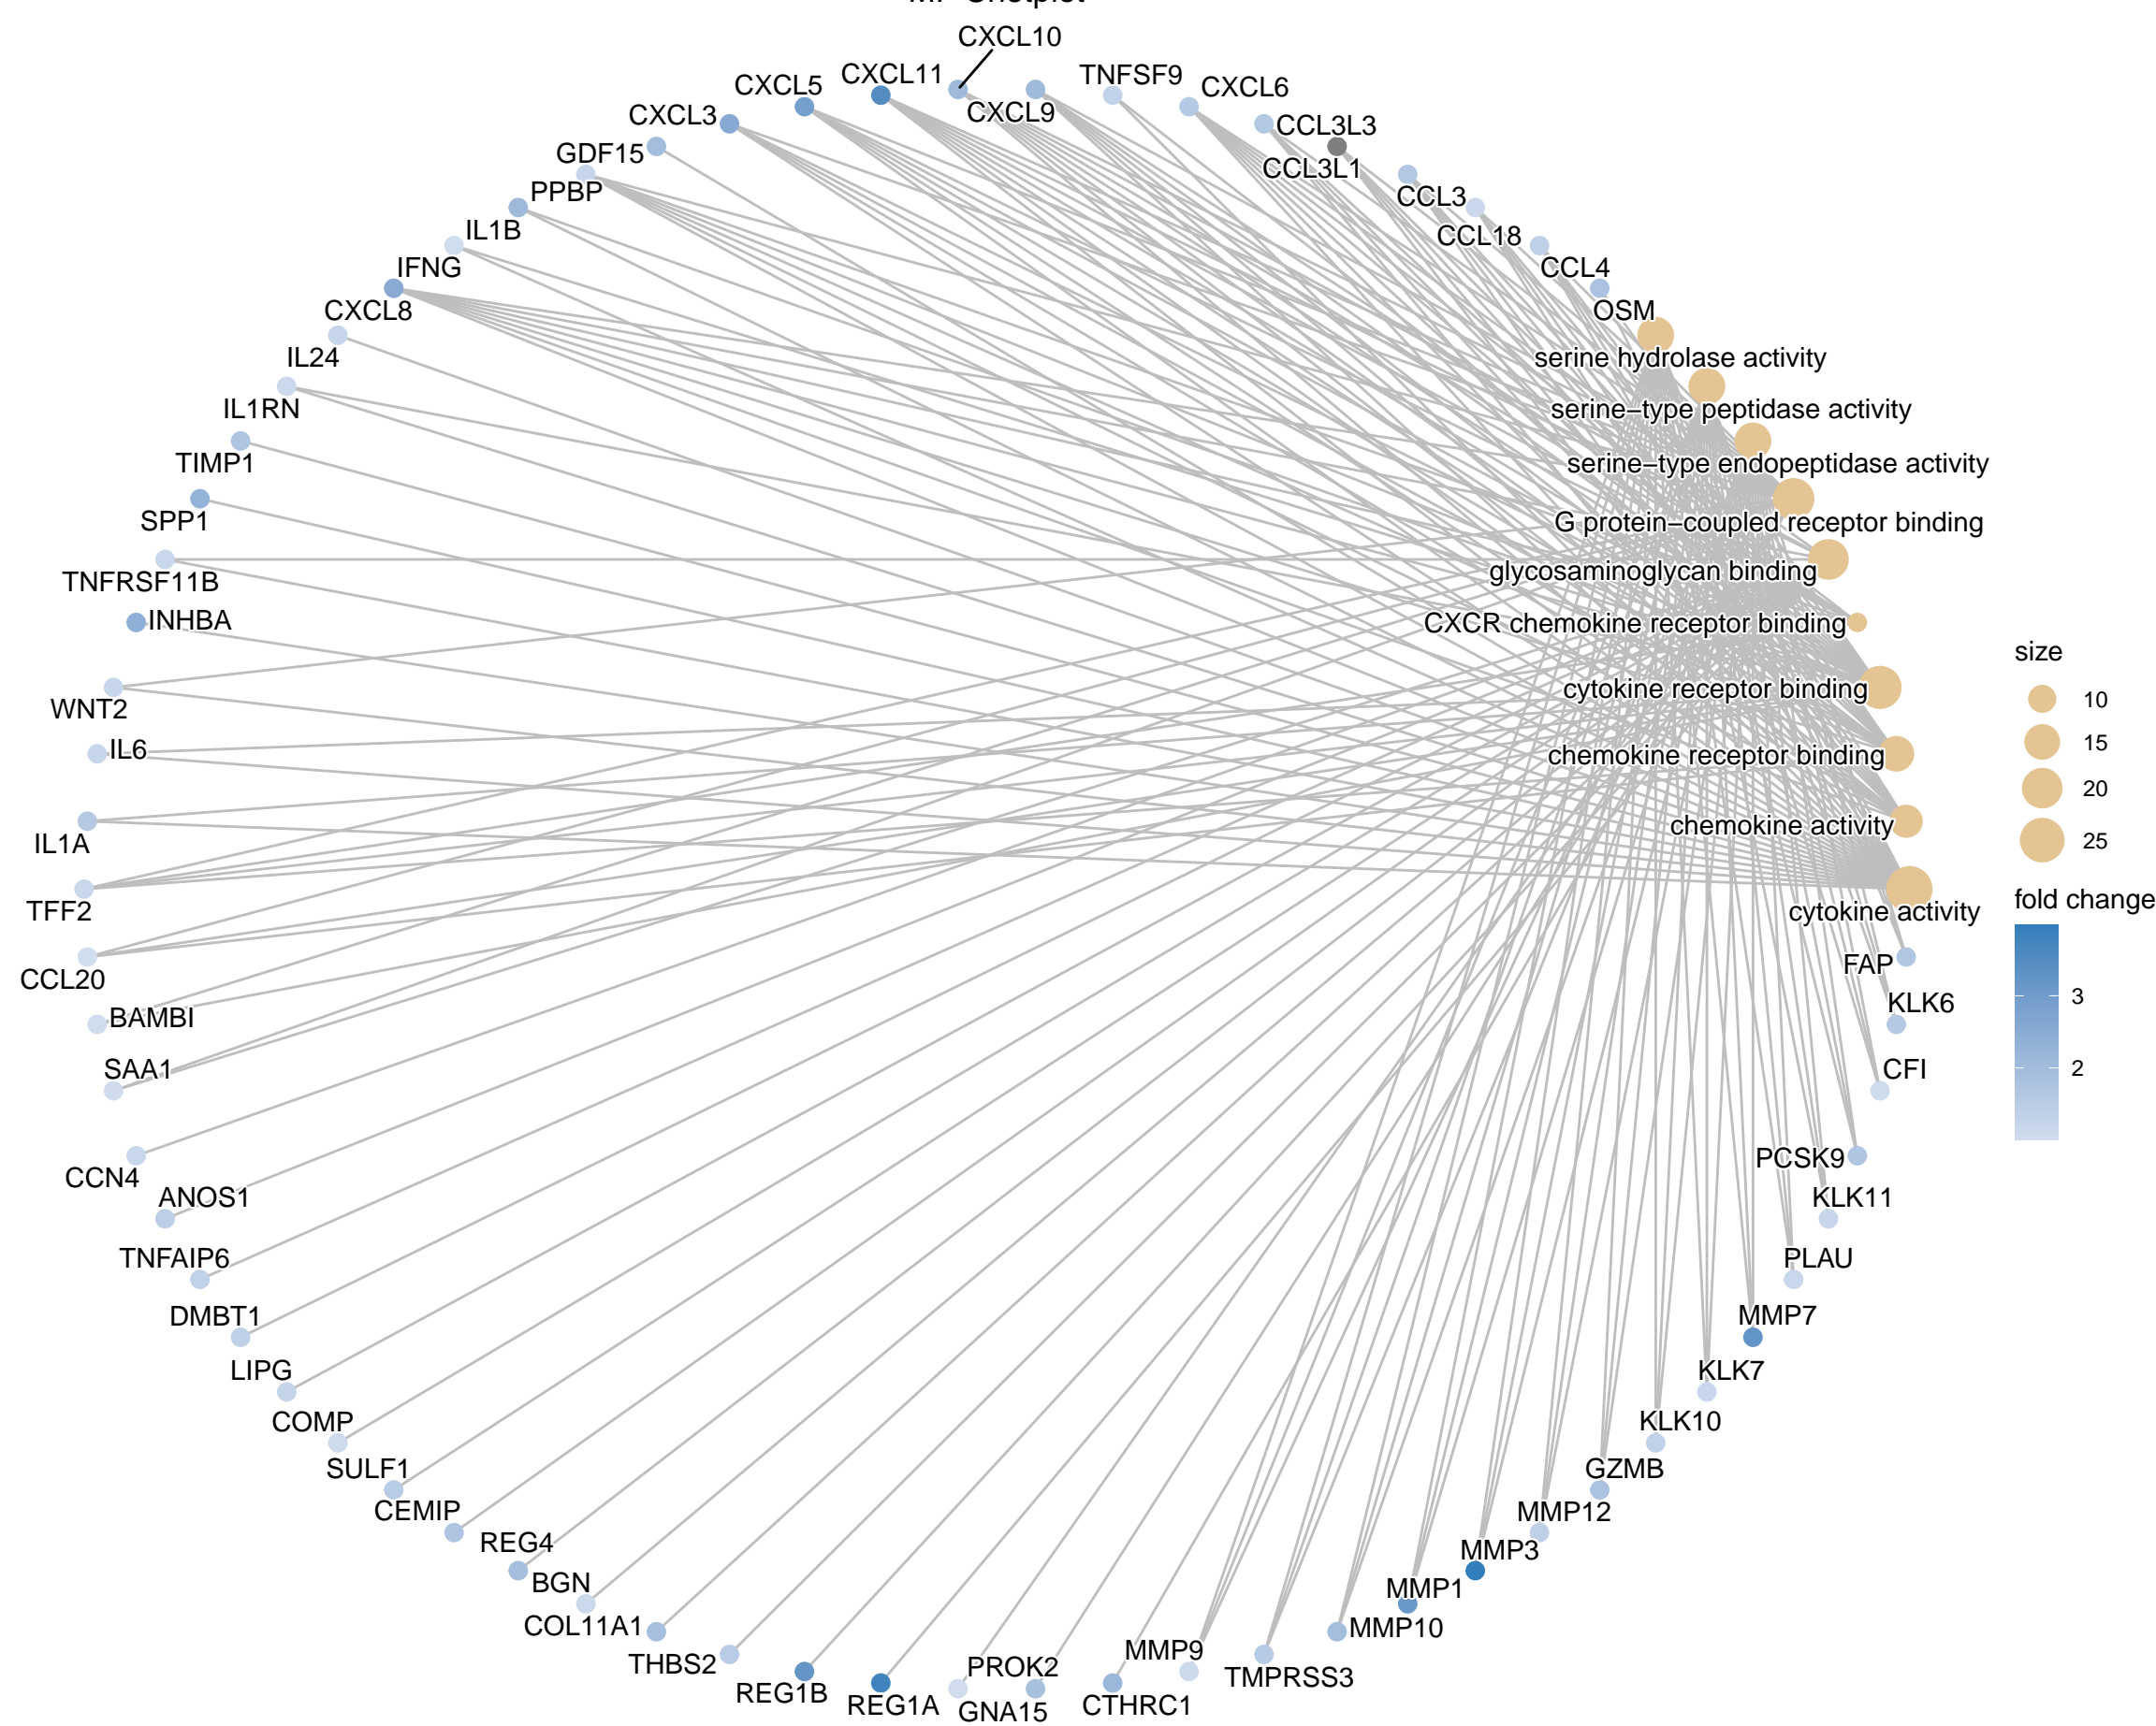 CXCL10
CXCL11
TNFSF9
CXCL5
CXCL6
CXCL9
CXCL3
CCL3L3
GDF15
CCL3L1
PPBP
CCL3
IL1B
CCL18
IFNG
CCL4
CXCL8
OSM
IL24
serine hydrolase activity
IL1RN
serine−type peptidase activity
TIMP1
serine−type endopeptidase activity
SPP1
G protein−coupled receptor binding
TNFRSF11B
glycosaminoglycan binding
INHBA
CXCR chemokine receptor binding
size
cytokine receptor binding
10
WNT2
15
IL6
chemokine receptor binding
20
chemokine activity
25
IL1A
fold change
TFF2
cytokine activity
CCL20
FAP
3
KLK6
BAMBI
2
SAA1
CFI
CCN4
PCSK9
ANOS1
KLK11
TNFAIP6
PLAU
DMBT1
MMP7
LIPG
KLK7
COMP
KLK10
SULF1
GZMB
CEMIP
MMP12
REG4
MMP3
BGN
MMP1
COL11A1
MMP10
THBS2
PROK2
MMP9
TMPRSS3
REG1B
REG1A
GNA15
CTHRC1